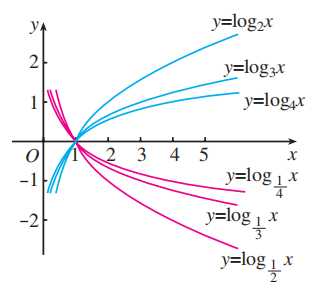 y
y=log₂x
2
y=log₃x
1
y=log₄x
O 1 2 3 4 5 x
−1
y=log_{1/4} x
y=log_{1/3} x
−2
y=log_{1/2} x